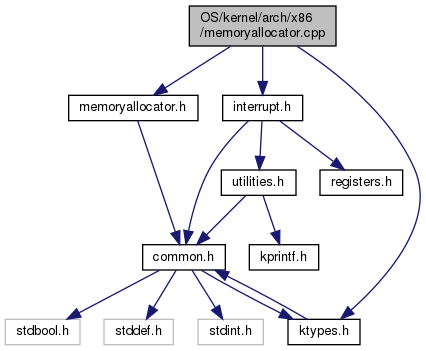 OS/kernel/arch/x86
/memoryallocator.cpp
memoryallocator.h
interrupt.h
utilities.h
registers.h
common.h
kprintf.h
stdbool.h
stddef.h
stdint.h
ktypes.h